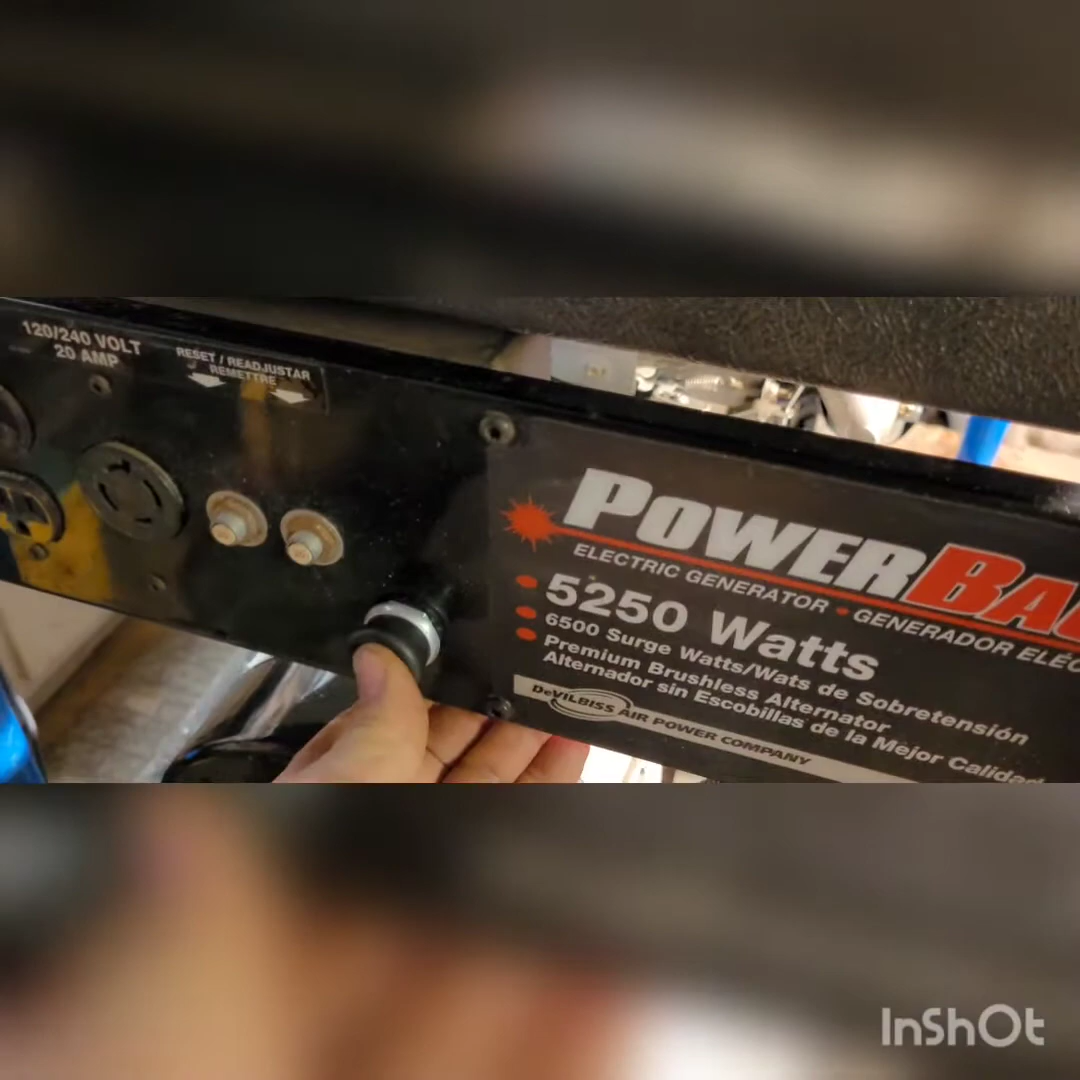 120/240 VOLT
20 AMP
RESET / READJUSTAR
REMETTRE
POWERBA
ELECTRIC GENERATOR • GENERADOR ELEC
5250 Watts
6500 Surge Watts/Wats de Sobretensión
Premium Brushless Alternator
Alternador sin Escobillas de la Mejor Calidad
DeVILBISS AIR POWER COMPANY
InShOt